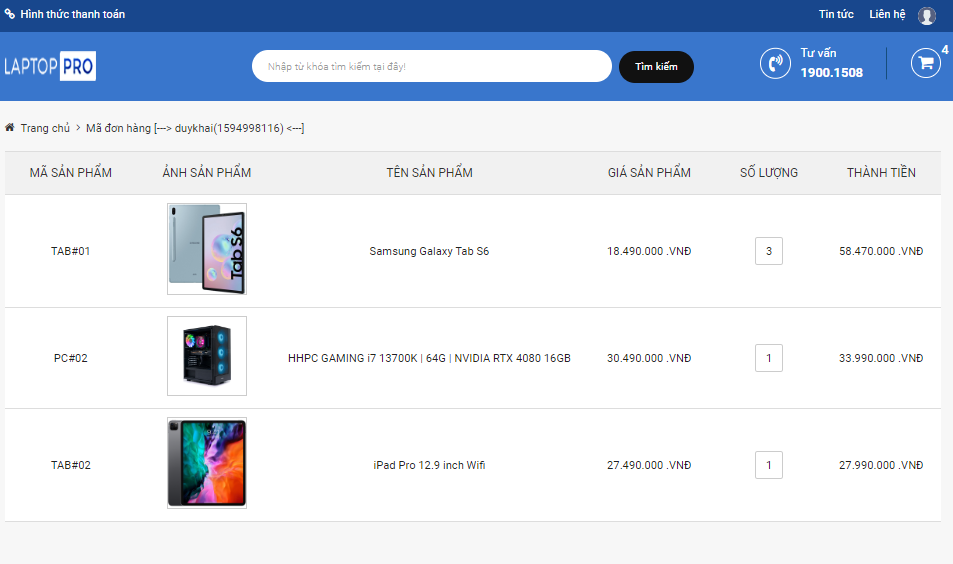 Hình thức thanh toán
Tin tức Liên hệ
LAPTOP PRO
Nhập từ khóa tìm kiếm tại đây!
Tìm kiếm
Tư vấn
1900.1508
4
Trang chủ > Mã đơn hàng [---> duykhai(1594998116) <---]
MÃ SẢN PHẨM ẢNH SẢN PHẨM TÊN SẢN PHẨM GIÁ SẢN PHẨM SỐ LƯỢNG THÀNH TIỀN
TAB#01 Tab S6 Samsung Galaxy Tab S6 18.490.000 .VNĐ 3 58.470.000 .VNĐ
PC#02 HHPC GAMING i7 13700K | 64G | NVIDIA RTX 4080 16GB 30.490.000 .VNĐ 1 33.990.000 .VNĐ
TAB#02 iPad Pro 12.9 inch Wifi 27.490.000 .VNĐ 1 27.990.000 .VNĐ